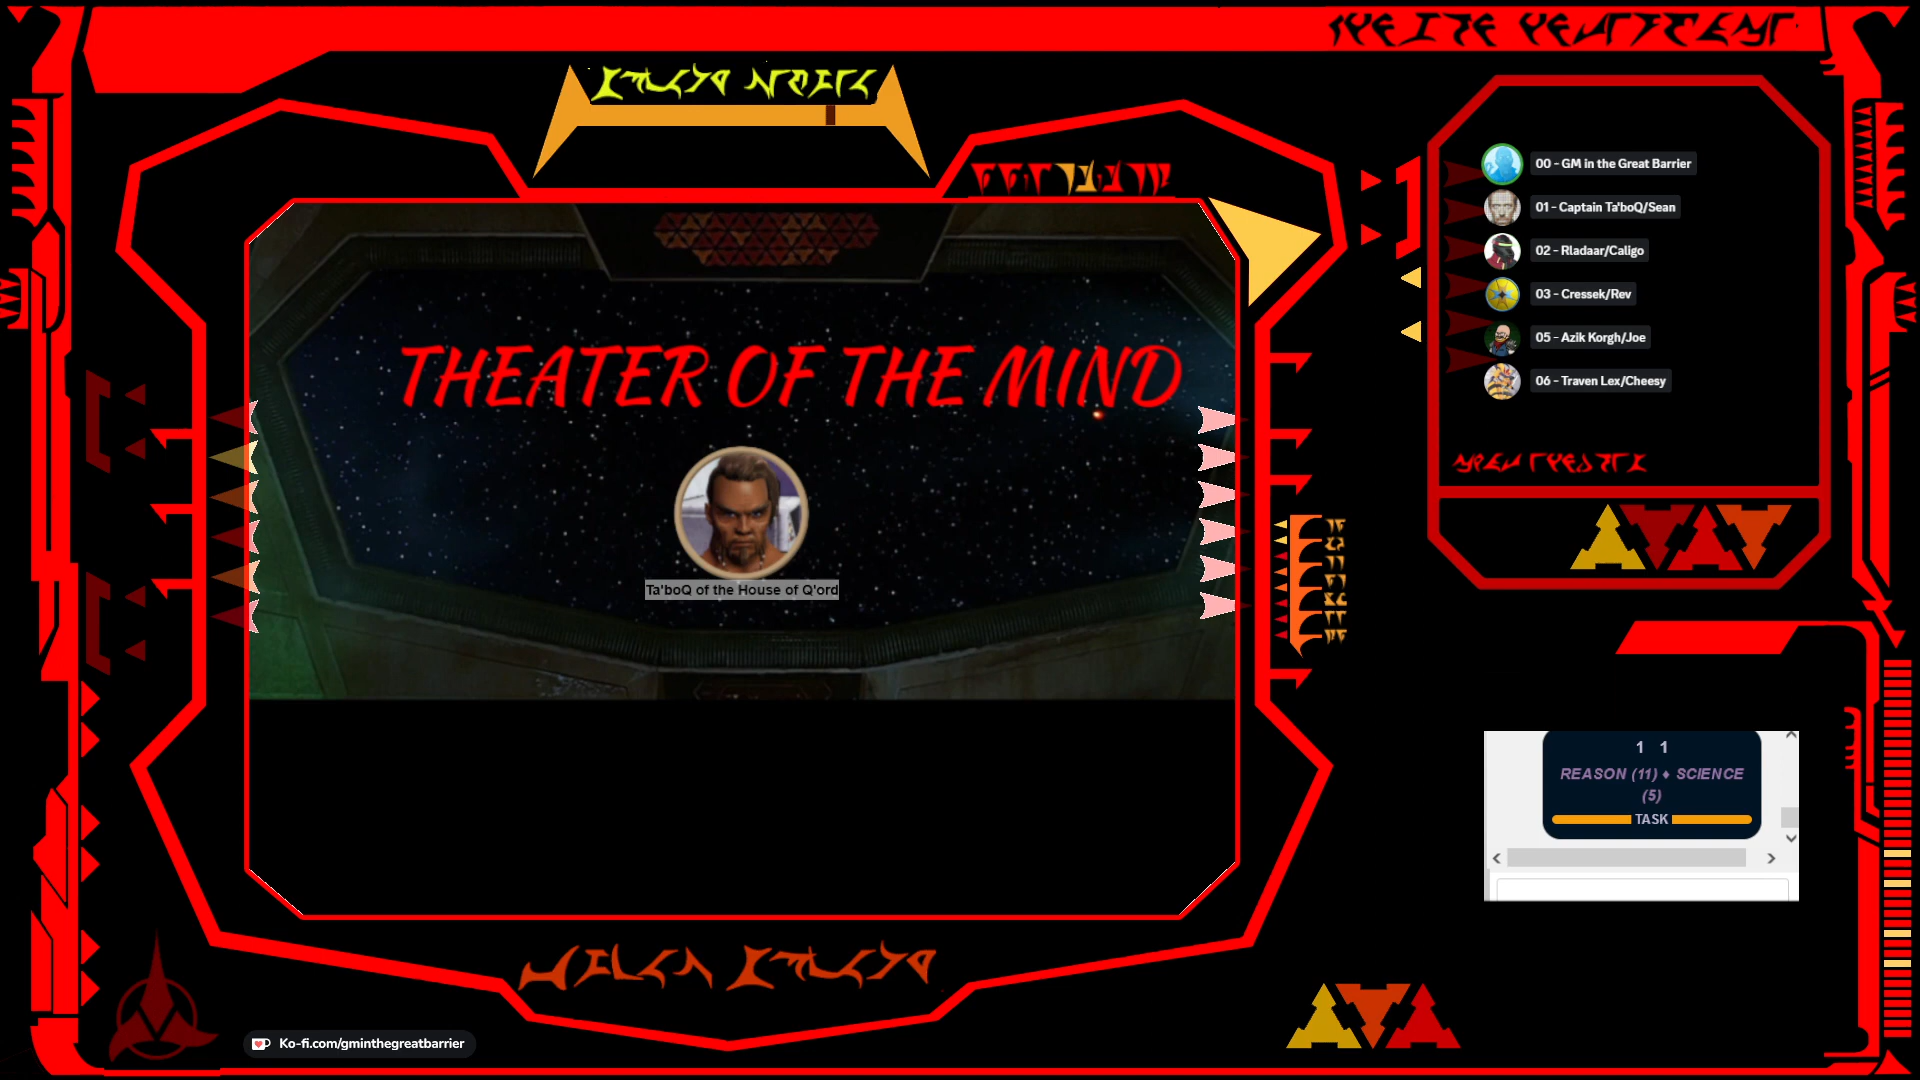 00 - GM in the Great Barrier
01 - Captain Ta'boQ/Sean
02 - Rladaar/Caligo
03 - Cressek/Rev
05 - Azik Korgh/Joe
06 - Traven Lex/Cheesy
THEATER OF THE MIND
Ta'boQ of the House of Q'ord
1 1
REASON (11) ♦ SCIENCE
(5)
TASK
Ko-fi.com/gminthegreatbarrier